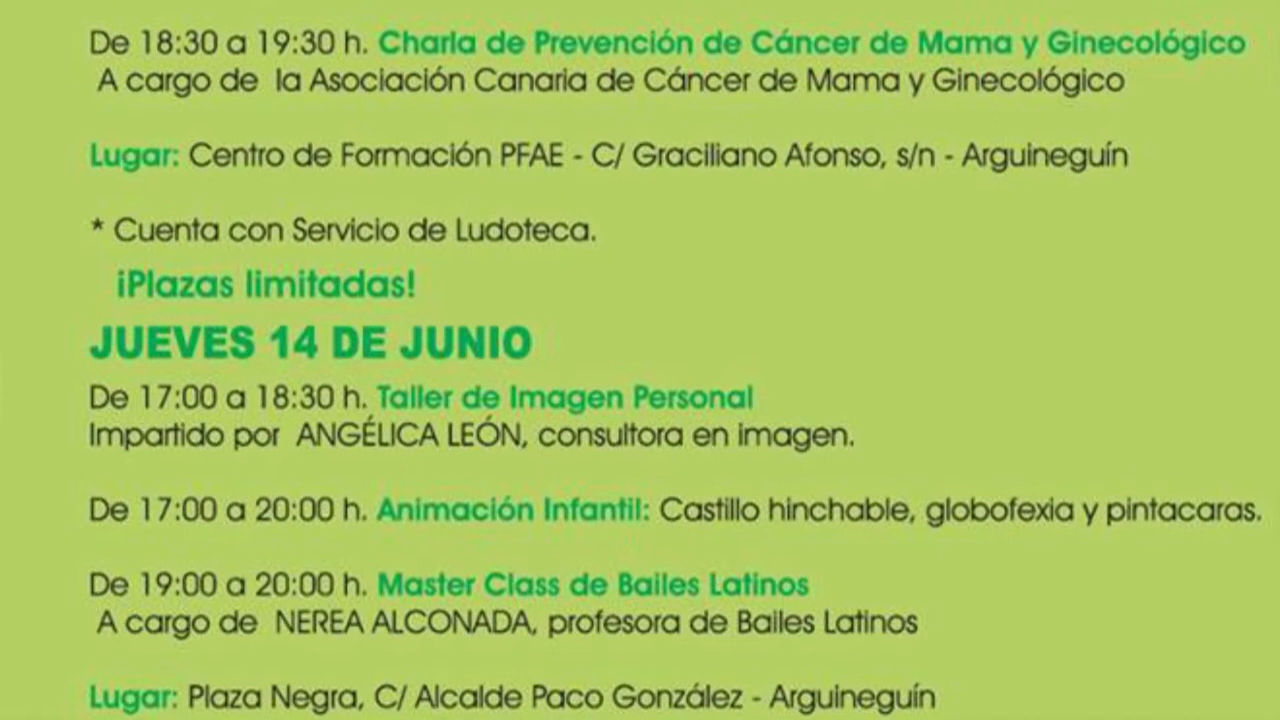 De 18:30 a 19:30 h. Charla de Prevención de Cáncer de Mama y Ginecológico
A cargo de la Asociación Canaria de Cáncer de Mama y Ginecológico
Lugar: Centro de Formación PFAE - C/ Graciliano Afonso, s/n - Arguineguín
* Cuenta con Servicio de Ludoteca.
¡Plazas limitadas!
JUEVES 14 DE JUNIO
De 17:00 a 18:30 h. Taller de Imagen Personal
Impartido por ANGÉLICA LEÓN, consultora en imagen.
De 17:00 a 20:00 h. Animación Infantil: Castillo hinchable, globofexia y pintacaras.
De 19:00 a 20:00 h. Master Class de Bailes Latinos
A cargo de NEREA ALCONADA, profesora de Bailes Latinos
Lugar: Plaza Negra, C/ Alcalde Paco González - Arguineguín